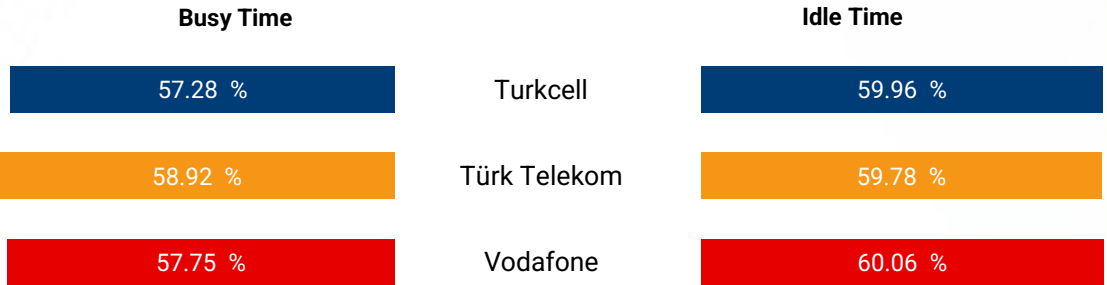 Busy Time Idle Time
57.28 % Turkcell 59.96 %
58.92 % Türk Telekom 59.78 %
57.75 % Vodafone 60.06 %